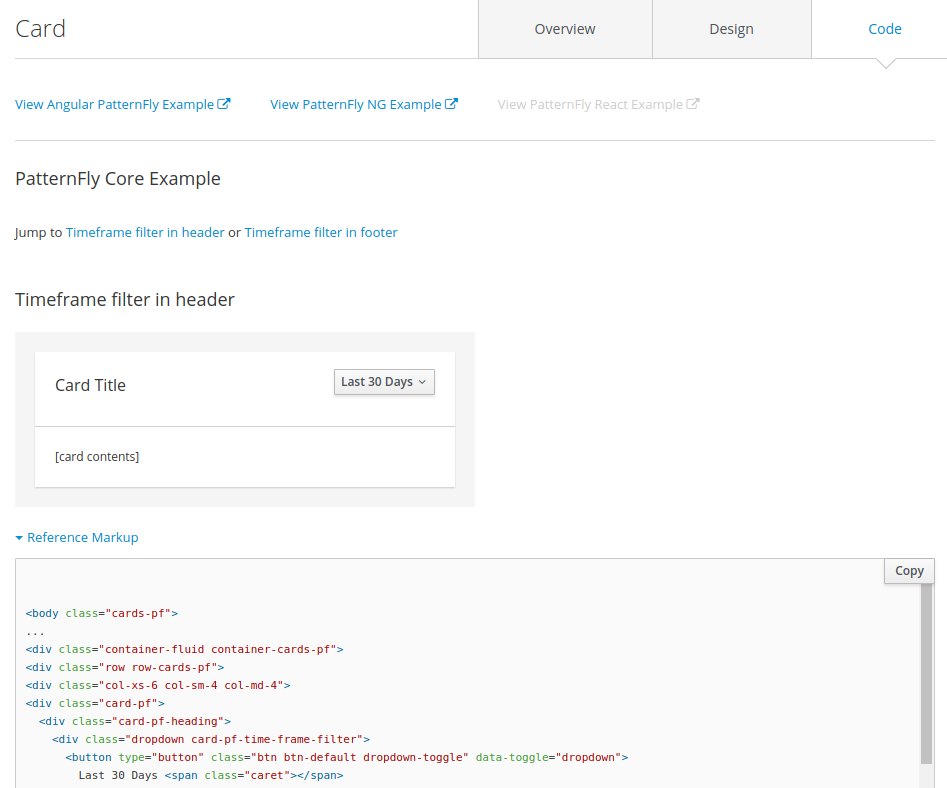 Card
Overview
Design
Code
View Angular PatternFly Example
View PatternFly NG Example
View PatternFly React Example
PatternFly Core Example
Jump to Timeframe filter in header or Timeframe filter in footer
Timeframe filter in header
Card Title
Last 30 Days
[card contents]
Reference Markup
Copy
<body class="cards-pf">
...
<div class="container-fluid container-cards-pf">
<div class="row row-cards-pf">
<div class="col-xs-6 col-sm-4 col-md-4">
<div class="card-pf">
<div class="card-pf-heading">
<div class="dropdown card-pf-time-frame-filter">
<button type="button" class="btn btn-default dropdown-toggle" data-toggle="dropdown">
Last 30 Days <span class="caret"></span>